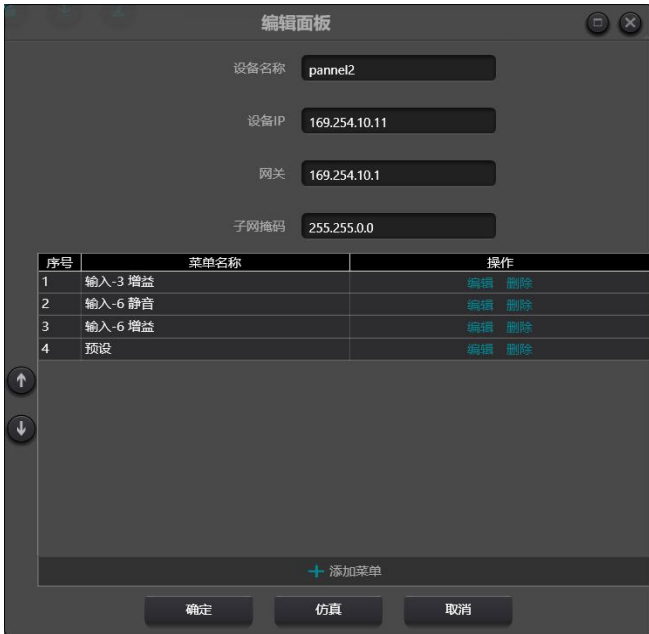 编辑面板
设备名称 pannel2
设备IP 169.254.10.11
网关 169.254.10.1
子网掩码 255.255.0.0
序号 菜单名称 操作
1 输入-3 增益 编辑 删除
2 输入-6 静音 编辑 删除
3 输入-6 增益 编辑 删除
4 预设 编辑 删除
添加菜单
确定 仿真 取消